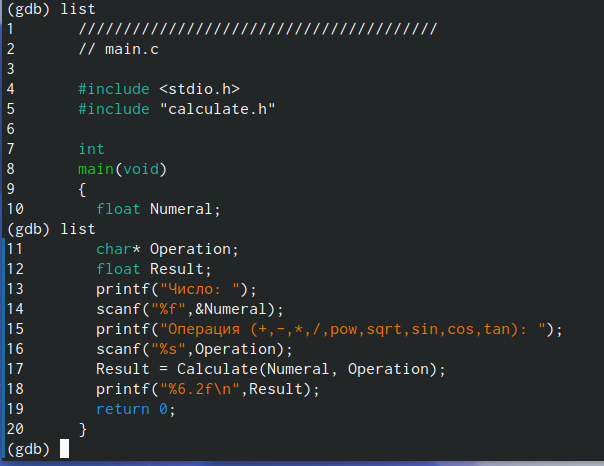 (gdb) list
1       ////////////////////////////////////////
2       // main.c
3
4       #include <stdio.h>
5       #include "calculate.h"
6
7       int
8       main(void)
9       {
10        float Numeral;
(gdb) list
11        char* Operation;
12        float Result;
13        printf("Число: ");
14        scanf("%f",&Numeral);
15        printf("Операция (+,-,*,/,pow,sqrt,sin,cos,tan): ");
16        scanf("%s",Operation);
17        Result = Calculate(Numeral, Operation);
18        printf("%6.2f\n",Result);
19        return 0;
20      }
(gdb)